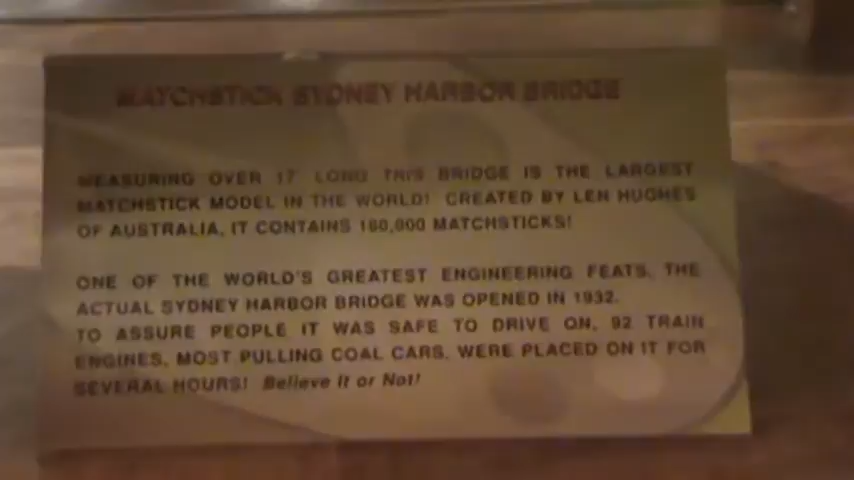 MATCHSTICK SYDNEY HARBOR BRIDGE
MEASURING OVER 17' LONG THIS BRIDGE IS THE LARGEST
MATCHSTICK MODEL IN THE WORLD! CREATED BY LEN HUGHES
OF AUSTRALIA, IT CONTAINS 160,000 MATCHSTICKS!
ONE OF THE WORLD'S GREATEST ENGINEERING FEATS, THE
ACTUAL SYDNEY HARBOR BRIDGE WAS OPENED IN 1932.
TO ASSURE PEOPLE IT WAS SAFE TO DRIVE ON, 92 TRAIN
ENGINES, MOST PULLING COAL CARS, WERE PLACED ON IT FOR
SEVERAL HOURS! Believe It or Not!